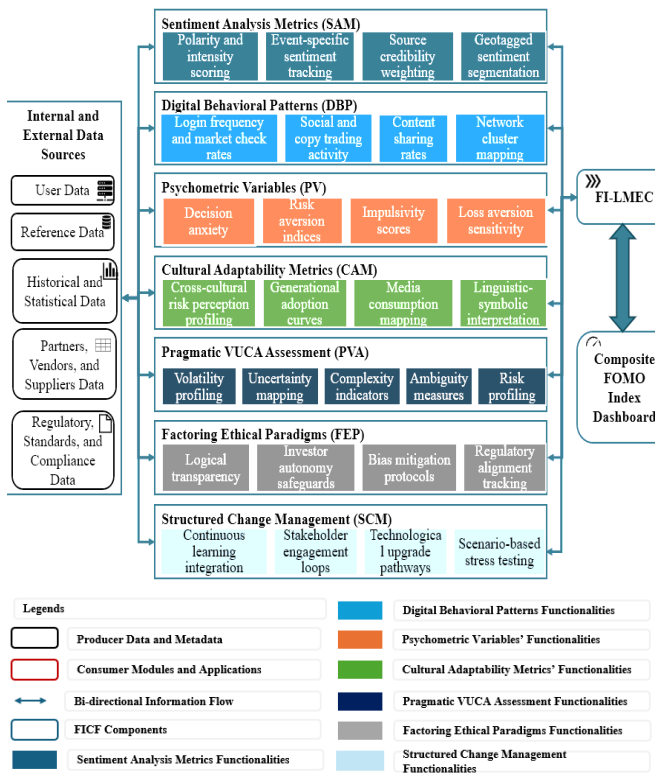 Sentiment Analysis Metrics (SAM)
Polarity and
intensity
scoring
Event-specific
sentiment
tracking
Source
credibility
weighting
Geotagged
sentiment
segmentation
Internal and
External Data
Sources
User Data
Reference Data
Historical and
Statistical Data
Partners,
Vendors, and
Suppliers Data
Regulatory,
Standards, and
Compliance
Data
Digital Behavioral Patterns (DBP)
Login frequency
and market check
rates
Social and
copy trading
activity
Content
sharing
rates
Network
cluster
mapping
Psychometric Variables (PV)
Decision
anxiety
Risk
aversion
indices
Impulsivity
scores
Loss aversion
sensitivity
Cultural Adaptability Metrics (CAM)
Cross-cultural
risk perception
profiling
Generational
adoption
curves
Media
consumption
mapping
Linguistic-
symbolic
interpretation
Pragmatic VUCA Assessment (PVA)
Volatility
profiling
Uncertainty
mapping
Complexity
indicators
Ambiguity
measures
Risk
profiling
Factoring Ethical Paradigms (FEP)
Logical
transparency
Investor
autonomy
safeguards
Bias mitigation
protocols
Regulatory
alignment
tracking
Structured Change Management (SCM)
Continuous
learning
integration
Stakeholder
engagement
loops
Technologica
l upgrade
pathways
Scenario-based
stress testing
FI-LMEC
Composite
FOMO
Index
Dashboard
Legends
Producer Data and Metadata
Consumer Modules and Applications
Bi-directional Information Flow
FICF Components
Sentiment Analysis Metrics Functionalities
Digital Behavioral Patterns Functionalities
Psychometric Variables’ Functionalities
Cultural Adaptability Metrics’ Functionalities
Pragmatic VUCA Assessment Functionalities
Factoring Ethical Paradigms Functionalities
Structured Change Management
Functionalities